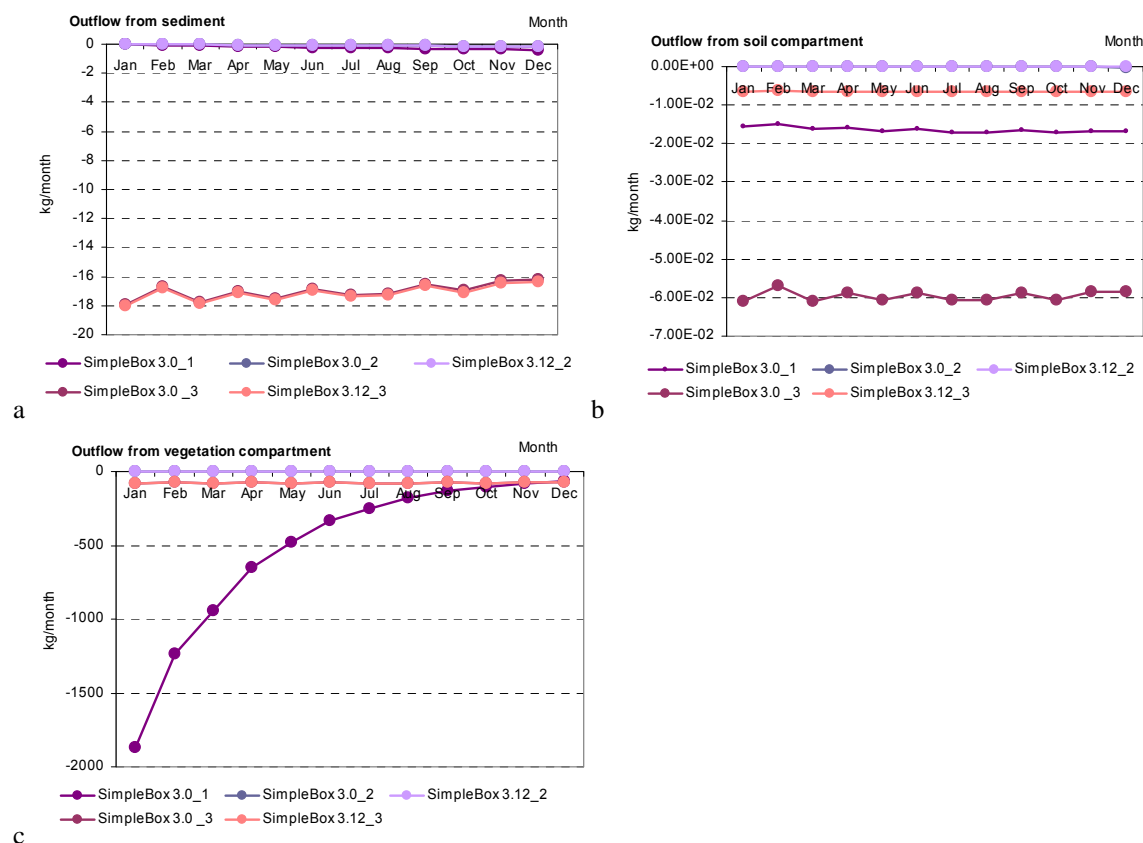 Outflow from sediment
Month
0
Jan Feb Mar Apr May Jun Jul Aug Sep Oct Nov Dec
-2
-4
-6
-8
-10
-12
-14
-16
-18
-20
kg/month
SimpleBox 3.0_1 SimpleBox 3.0_2 SimpleBox 3.12_2
SimpleBox 3.0 _3 SimpleBox 3.12_3
a
Outflow from soil compartment
Month
0.00E+00
Jan Feb Mar Apr May Jun Jul Aug Sep Oct Nov Dec
-1.00E-02
-2.00E-02
-3.00E-02
-4.00E-02
-5.00E-02
-6.00E-02
-7.00E-02
kg/month
SimpleBox 3.0_1 SimpleBox 3.0_2 SimpleBox 3.12_2
SimpleBox 3.0 _3 SimpleBox 3.12_3
b
Outflow from vegetation compartment
Month
0
Jan Feb Mar Apr May Jun Jul Aug Sep Oct Nov Dec
-500
-1000
-1500
-2000
kg/month
SimpleBox 3.0_1 SimpleBox 3.0_2 SimpleBox 3.12_2
SimpleBox 3.0 _3 SimpleBox 3.12_3
c